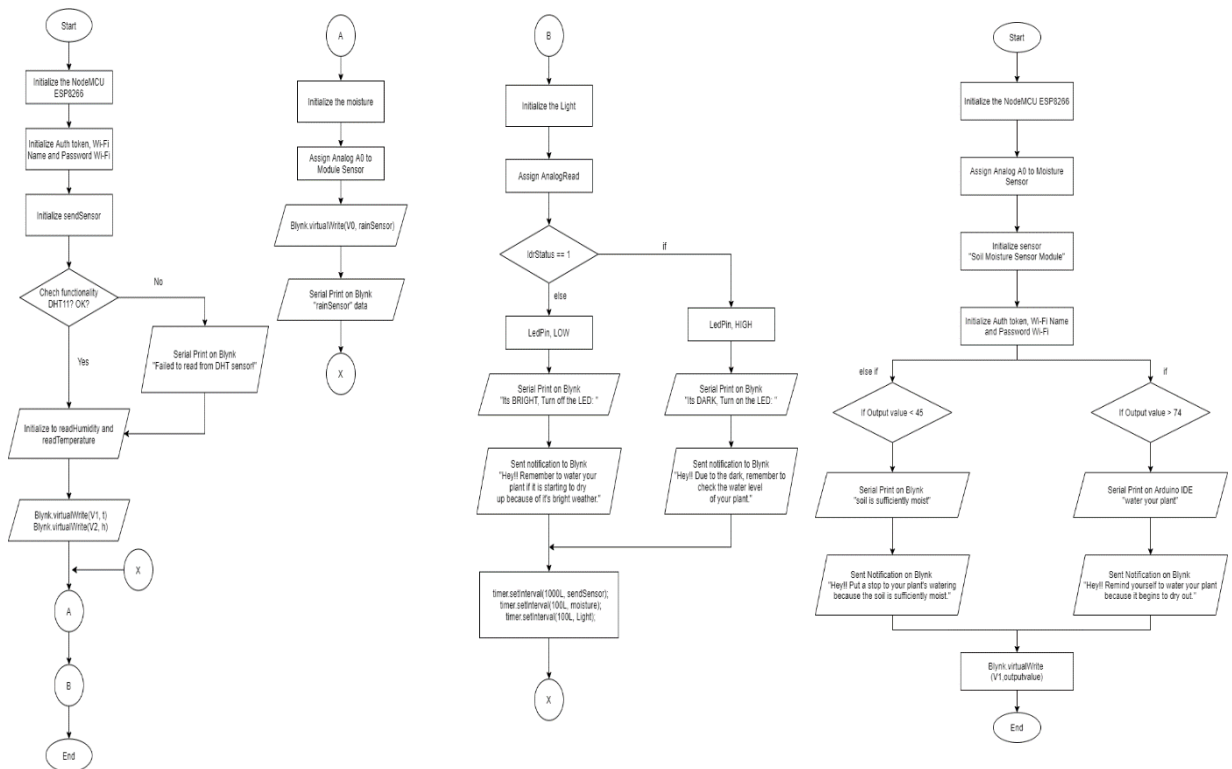 Start
Initialize the NodeMCU
ESP8266
Initialize Auth token, Wi-Fi
Name and Password Wi-Fi
Initialize sendSensor
Chech functionality
DHT11? OK?
No
Yes
Serial Print on Blynk
"Failed to read from DHT sensor!"
Initialize to readHumidity and
readTemperature
Blynk.virtualWrite(V1, t)
Blynk.virtualWrite(V2, h)
X
A
B
End
A
Initialize the moisture
Assign Analog A0 to
Module Sensor
Blynk.virtualWrite(V0, rainSensor)
Serial Print on Blynk
"rainSensor" data
X
B
Initialize the Light
Assign AnalogRead
ldrStatus == 1
if
else
LedPin, LOW
LedPin, HIGH
Serial Print on Blynk
"Its BRIGHT, Turn off the LED: "
Serial Print on Blynk
"Its DARK, Turn on the LED: "
Sent notification to Blynk
"Hey!! Remember to water your
plant if it is starting to dry
up because of it's bright weather."
Sent notification to Blynk
"Hey!! Due to the dark, remember to
check the water level
of your plant."
timer.setInterval(1000L, sendSensor);
timer.setInterval(100L, moisture);
timer.setInterval(100L, Light);
X
Start
Initialize the NodeMCU ESP8266
Assign Analog A0 to Moisture
Sensor
Initialize sensor
"Soil Moisture Sensor Module"
Initialize Auth token, Wi-Fi Name
and Password Wi-Fi
else if
if
If Output value < 45
If Output value > 74
Serial Print on Blynk
"soil is sufficiently moist"
Serial Print on Arduino IDE
"water your plant"
Sent Notification on Blynk
"Hey!! Put a stop to your plant's watering
because the soil is sufficiently moist."
Sent Notification on Blynk
"Hey!! Remind yourself to water your plant
because it begins to dry out."
Blynk.virtualWrite
(V1,outputvalue)
End